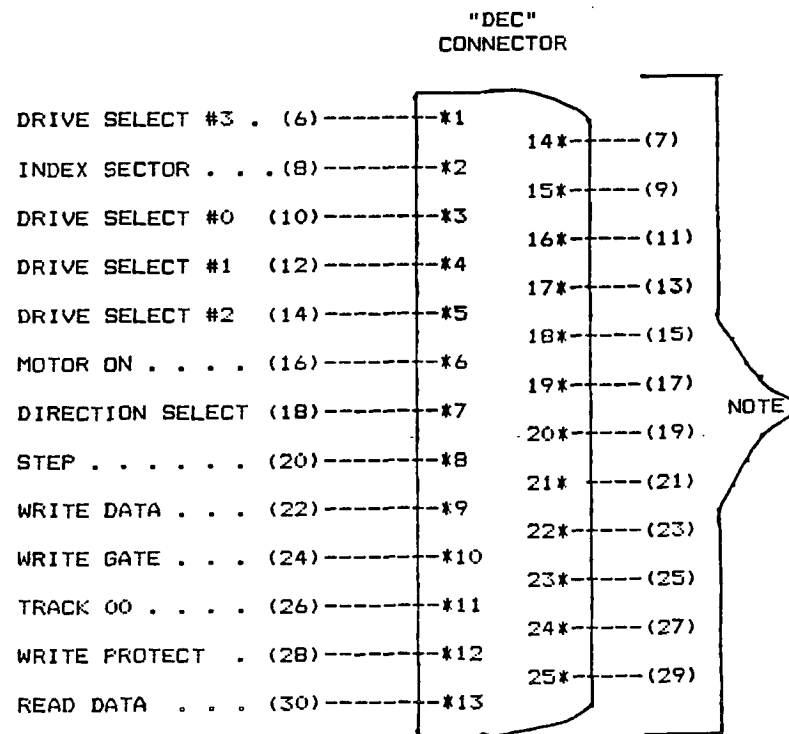 "DEC"
CONNECTOR
DRIVE SELECT #3 . (6)-------*1
14*-----(7)
INDEX SECTOR . . .(8)-------*2
15*-----(9)
DRIVE SELECT #0 (10)-------*3
16*-----(11)
DRIVE SELECT #1 (12)-------*4
17*-----(13)
DRIVE SELECT #2 (14)-------*5
18*-----(15)
MOTOR ON . . . . (16)-------*6
19*-----(17)
DIRECTION SELECT (18)-------*7
NOTE
20*-----(19)
STEP . . . . . . (20)-------*8
21* ----(21)
WRITE DATA . . . (22)-------*9
22*-----(23)
WRITE GATE . . . (24)-------*10
23*-----(25)
TRACK 00 . . . . (26)-------*11
24*-----(27)
WRITE PROTECT . (28)-------*12
25*-----(29)
READ DATA . . . (30)-------*13